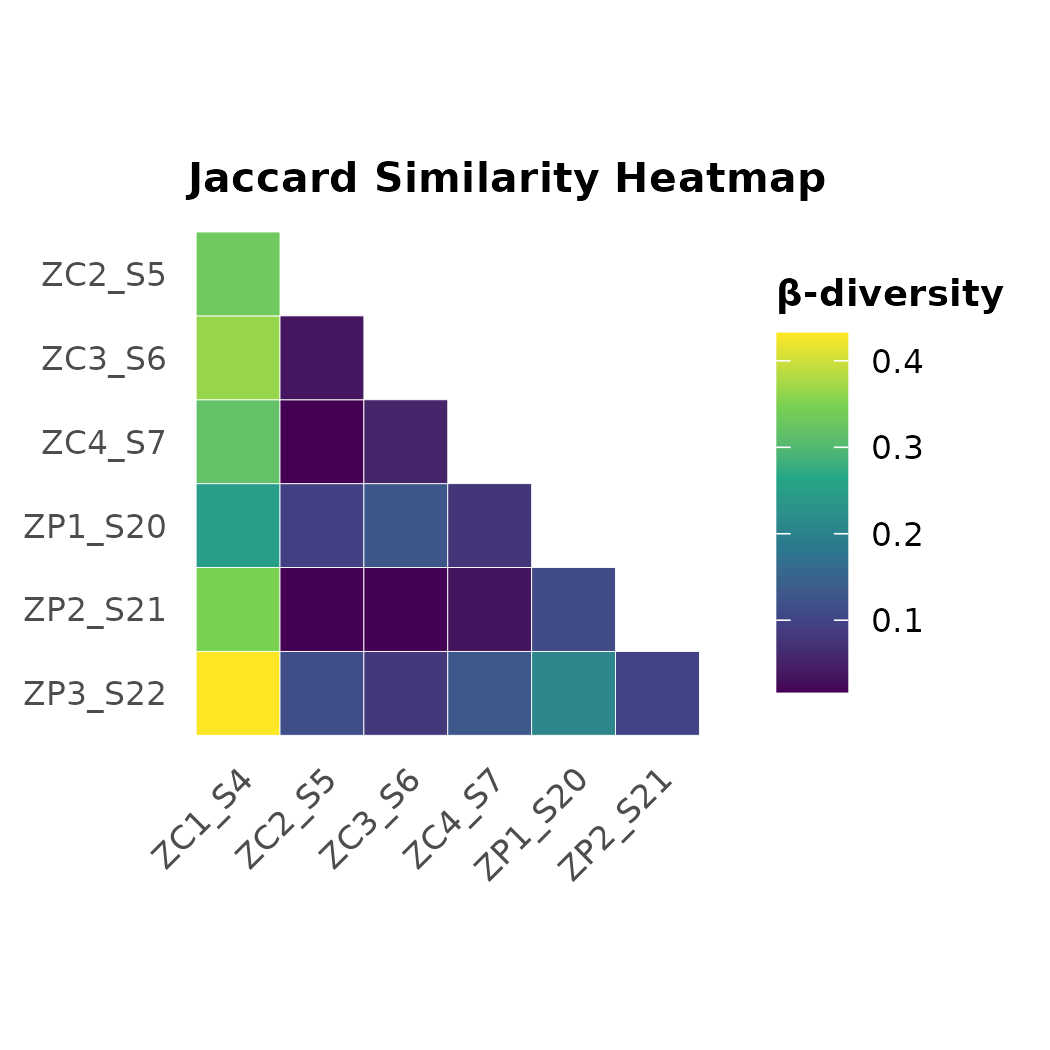 Jaccard Similarity Heatmap
ZC2_S5
ZC3_S6
ZC4_S7
ZP1_S20
ZP2_S21
ZP3_S22
ZC1_S4
ZC2_S5
ZC3_S6
ZC4_S7
ZP1_S20
ZP2_S21
β-diversity
0.4
0.3
0.2
0.1